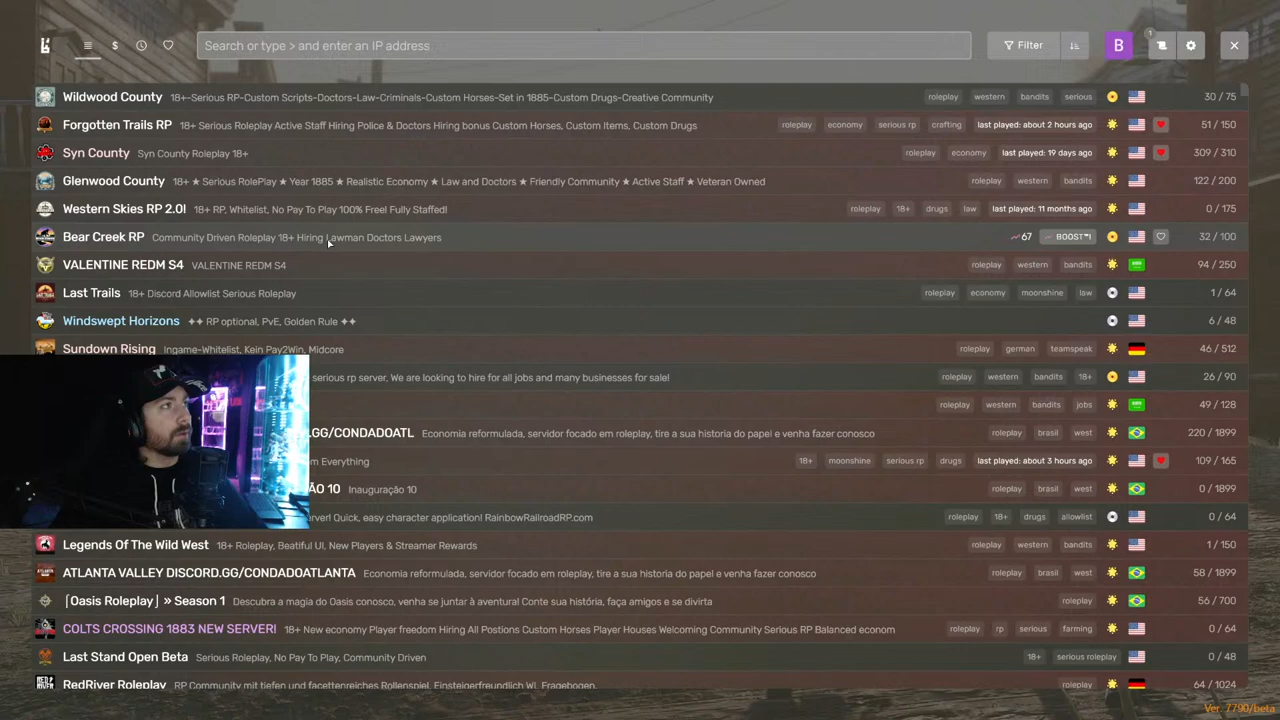 Search or type > and enter an IP address
Filter
B
1
Wildwood County 18+-Serious RP-Custom Scripts-Doctors-Law-Criminals-Custom Horses-Set in 1885-Custom Drugs-Creative Community roleplay western bandits serious 30 / 75
Forgotten Trails RP 18+ Serious Roleplay Active Staff Hiring Police & Doctors Hiring bonus Custom Horses, Custom Items, Custom Drugs roleplay economy serious rp crafting last played: about 2 hours ago 51 / 150
Syn County Syn County Roleplay 18+ roleplay economy last played: 19 days ago 309 / 310
Glenwood County 18+ ★ Serious RolePlay ★ Year 1885 ★ Realistic Economy ★ Law and Doctors ★ Friendly Community ★ Active Staff ★ Veteran Owned roleplay western bandits 122 / 200
Western Skies RP 2.0! 18+ RP, Whitelist, No Pay To Play 100% Free! Fully Staffed! roleplay 18+ drugs law last played: 11 months ago 0 / 175
Bear Creek RP Community Driven Roleplay 18+ Hiring Lawman Doctors Lawyers 67 BOOST™! 32 / 100
VALENTINE REDM S4 VALENTINE REDM S4 roleplay western bandits 94 / 250
Last Trails 18+ Discord Allowlist Serious Roleplay roleplay economy moonshine law 1 / 64
Windswept Horizons ✦✦ RP optional, PvE, Golden Rule ✦✦ 6 / 48
Sundown Rising Ingame-Whitelist, Kein Pay2Win, Midcore roleplay german teamspeak 46 / 512
serious rp server, We are looking to hire for all jobs and many businesses for sale! roleplay western bandits 18+ 26 / 90
roleplay western bandits jobs 49 / 128
.GG/CONDADOATL Economia reformulada, servidor focado em roleplay, tire a sua historia do papel e venha fazer conosco roleplay brasil west 220 / 1899
om Everything 18+ moonshine serious rp drugs last played: about 3 hours ago 109 / 165
ÃO 10 Inauguração 10 roleplay brasil west 0 / 1899
erver! Quick, easy character application! RainbowRailroadRP.com roleplay 18+ drugs allowlist 0 / 64
Legends Of The Wild West 18+ Roleplay, Beatiful UI, New Players & Streamer Rewards roleplay western bandits 1 / 150
ATLANTA VALLEY DISCORD.GG/CONDADOATLANTA Economia reformulada, servidor focado em roleplay, tire a sua historia do papel e venha fazer conosco roleplay brasil west 58 / 1899
⌠Oasis Roleplay⌡ » Season 1 Descubra a magia do Oasis conosco, venha se juntar à aventura! Conte sua história, faça amigos e se divirta roleplay 56 / 700
COLTS CROSSING 1883 NEW SERVER! 18+ New economy Player freedom Hiring All Postions Custom Horses Player Houses Welcoming Community Serious RP Balanced econom roleplay rp serious farming 0 / 64
Last Stand Open Beta Serious Roleplay, No Pay To Play, Community Driven 18+ serious roleplay 0 / 48
RedRiver Roleplay RP Community mit tiefen und facettenreiches Rollenspiel, Einsteigerfreundlich WL Fragebogen. roleplay 64 / 1024
Ver. 7790/beta